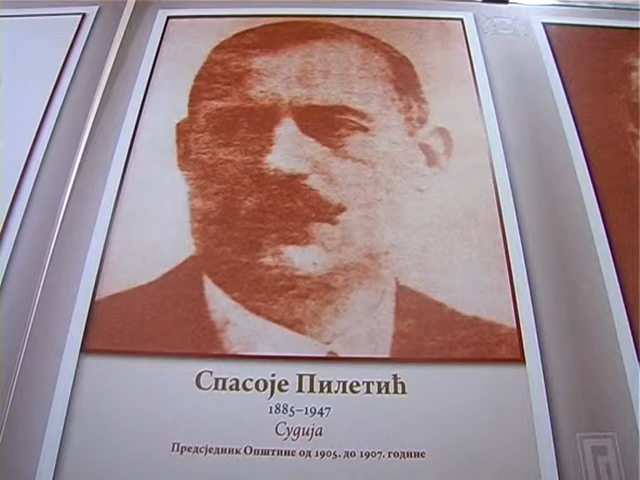 Спасоје Пилетић
1885–1947
Судија
Предсједник Општине од 1905. до 1907. године